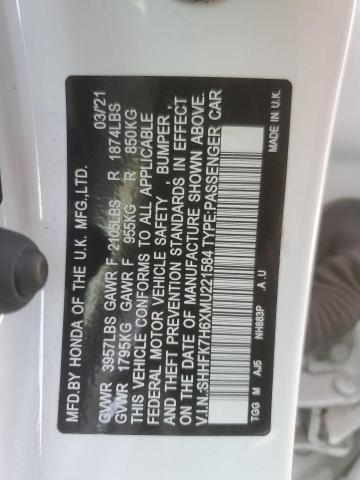 MFD.BY HONDA OF THE U.K. MFG.,LTD. 03/21
GVWR 3957LBS GAWR F 2105LBS R 1874LBS
GVWR 1795KG GAWR F 955KG R 850KG
THIS VEHICLE CONFORMS TO ALL APPLICABLE
FEDERAL MOTOR VEHICLE SAFETY, BUMPER,
AND THEFT PREVENTION STANDARDS IN EFFECT
ON THE DATE OF MANUFACTURE SHOWN ABOVE.
V.I.N.:SHHFK7H6XMU221584 TYPE:PASSENGER CAR
TGG M AJ5 NH883P .A.U MADE IN U.K.